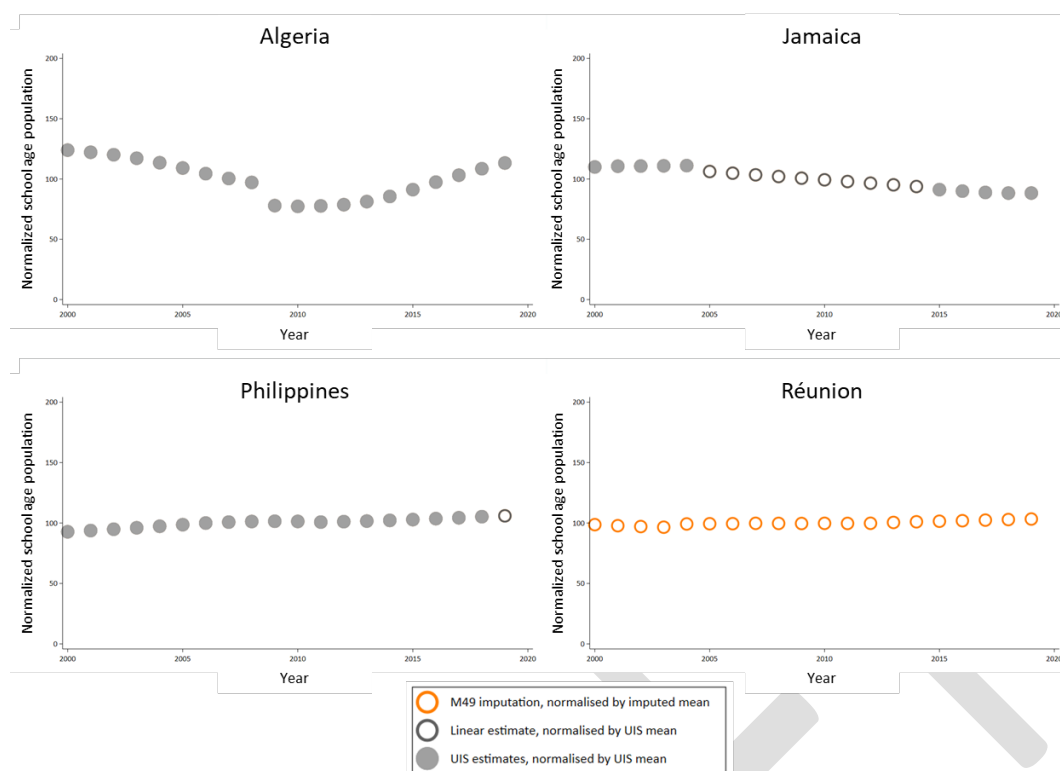 Algeria
Normalized school age population
200
150
100
50
0
2000
2005
2010
2015
2020
Year
Jamaica
Normalized school age population
200
150
100
50
0
2000
2005
2010
2015
2020
Year
Philippines
Normalized school age population
200
150
100
50
0
2000
2005
2010
2015
2020
Year
Réunion
Normalized school age population
200
150
100
50
0
2000
2005
2010
2015
2020
Year
M49 imputation, normalised by imputed mean
Linear estimate, normalised by UIS mean
UIS estimates, normalised by UIS mean